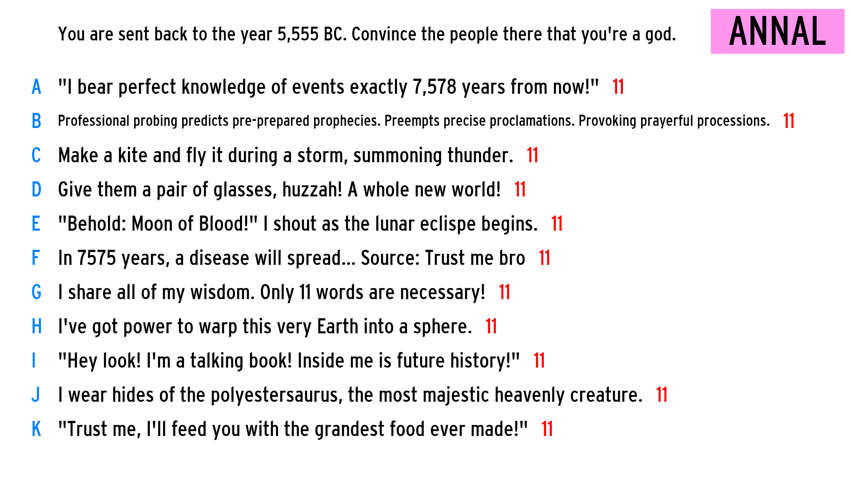 You are sent back to the year 5,555 BC. Convince the people there that you're a god.
ANNAL
A "I bear perfect knowledge of events exactly 7,578 years from now!" 11
B Professional probing predicts pre-prepared prophecies. Preempts precise proclamations. Provoking prayerful processions. 11
C Make a kite and fly it during a storm, summoning thunder. 11
D Give them a pair of glasses, huzzah! A whole new world! 11
E "Behold: Moon of Blood!" I shout as the lunar eclispe begins. 11
F In 7575 years, a disease will spread... Source: Trust me bro 11
G I share all of my wisdom. Only 11 words are necessary! 11
H I've got power to warp this very Earth into a sphere. 11
I "Hey look! I'm a talking book! Inside me is future history!" 11
J I wear hides of the polyestersaurus, the most majestic heavenly creature. 11
K "Trust me, I'll feed you with the grandest food ever made!" 11